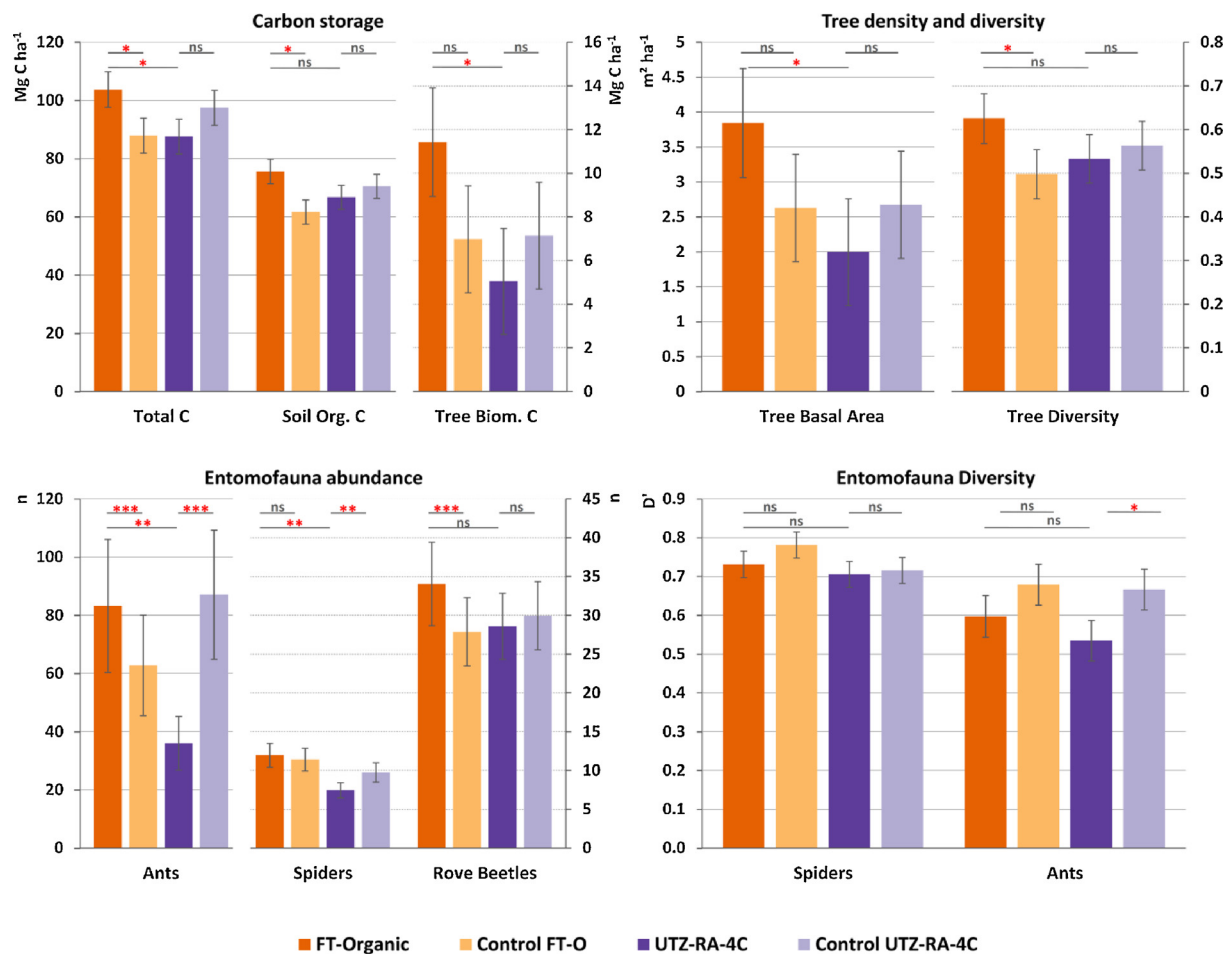 Carbon storage
Mg C ha⁻¹
120
100
80
60
40
20
0
* ns * ns ns ns
* ns *
16
14
12
10
8
6
4
2
0
Mg C ha⁻¹
Total C Soil Org. C Tree Biom. C
Tree density and diversity
m² ha⁻¹
5
4.5
4
3.5
3
2.5
2
1.5
1
0.5
0
ns ns * ns
* ns
0.8
0.7
0.6
0.5
0.4
0.3
0.2
0.1
0
Tree Basal Area Tree Diversity
Entomofauna abundance
n
120
100
80
60
40
20
0
*** *** ns ** *** ns
** ** ns
45
40
35
30
25
20
15
10
5
0
n
Ants Spiders Rove Beetles
Entomofauna Diversity
D'
0.9
0.8
0.7
0.6
0.5
0.4
0.3
0.2
0.1
0.0
ns ns ns *
ns ns
Spiders Ants
FT-Organic Control FT-O UTZ-RA-4C Control UTZ-RA-4C